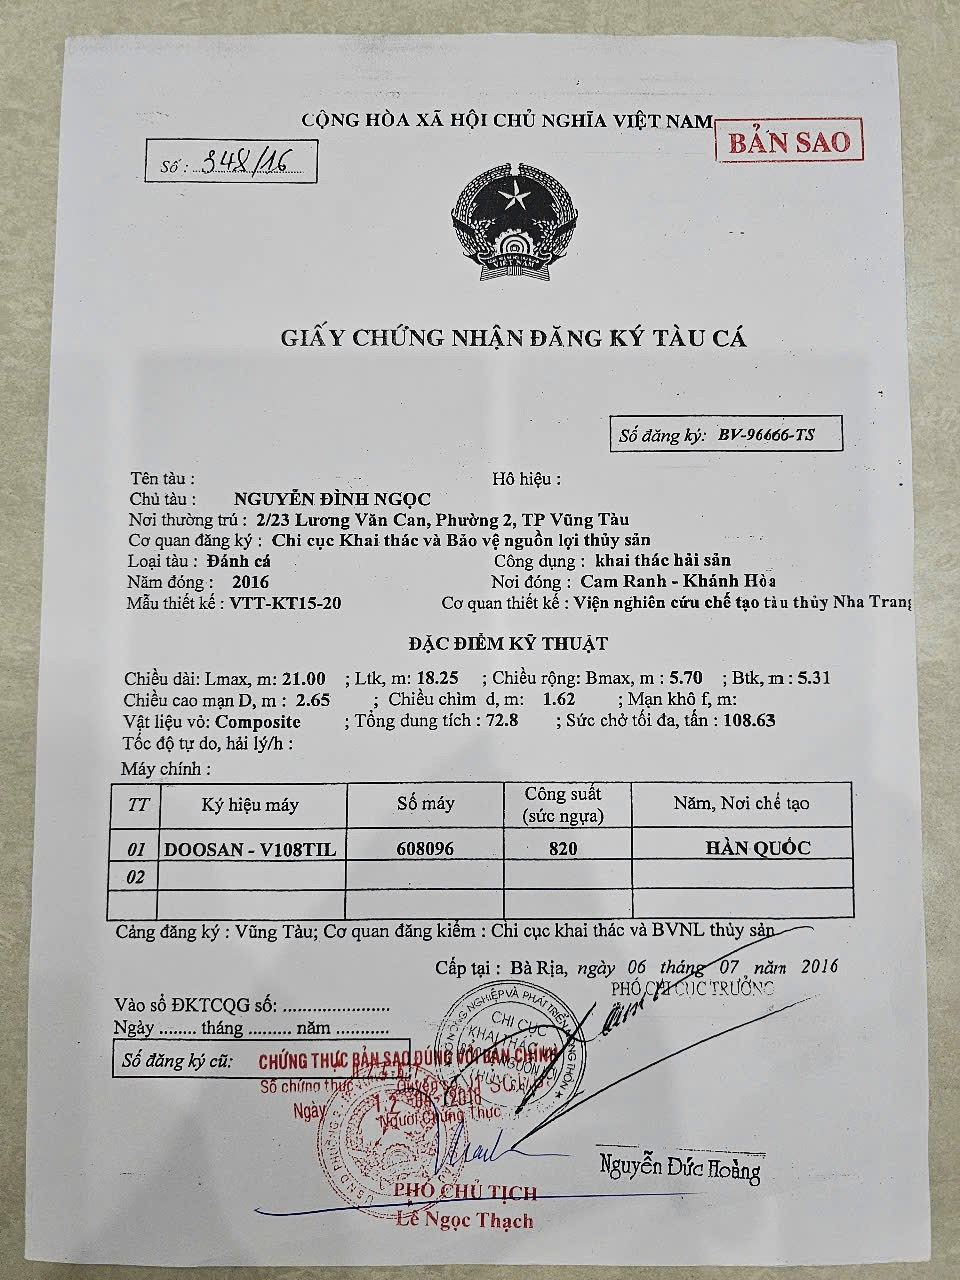 CỘNG HÒA XÃ HỘI CHỦ NGHĨA VIỆT NAM
BẢN SAO
Số : 348/16
VIỆT NAM
GIẤY CHỨNG NHẬN ĐĂNG KÝ TÀU CÁ
Số đăng ký: BV-96666-TS
Tên tàu : Hô hiệu :
Chủ tàu : NGUYỄN ĐÌNH NGỌC
Nơi thường trú : 2/23 Lương Văn Can, Phường 2, TP Vũng Tàu
Cơ quan đăng ký : Chi cục Khai thác và Bảo vệ nguồn lợi thủy sản
Loại tàu : Đánh cá Công dụng : khai thác hải sản
Năm đóng : 2016 Nơi đóng : Cam Ranh - Khánh Hòa
Mẫu thiết kế : VTT-KT15-20 Cơ quan thiết kế : Viện nghiên cứu chế tạo tàu thủy Nha Trang
ĐẶC ĐIỂM KỸ THUẬT
Chiều dài: Lmax, m: 21.00 ; Ltk, m: 18.25 ; Chiều rộng: Bmax, m : 5.70 ; Btk, m : 5.31
Chiều cao mạn D, m : 2.65 ; Chiều chìm d, m: 1.62 ; Mạn khô f, m:
Vật liệu vỏ: Composite ; Tổng dung tích : 72.8 ; Sức chở tối đa, tấn : 108.63
Tốc độ tự do, hải lý/h :
Máy chính :
TT Ký hiệu máy Số máy Công suất (sức ngựa) Năm, Nơi chế tạo
01 DOOSAN - V108TIL 608096 820 HÀN QUỐC
02
Cảng đăng ký : Vũng Tàu; Cơ quan đăng kiểm : Chi cục khai thác và BVNL thủy sản
Cấp tại : Bà Rịa, ngày 06 tháng 07 năm 2016
PHÓ CHI CỤC TRƯỞNG
Vào sổ ĐKTCQG số: ......................
Ngày ........ tháng ......... năm ...........
CHI CỤC
KHAI THÁC
Số đăng ký cũ:
CHỨNG THỰC BẢN SAO ĐÚNG VỚI BẢN CHÍNH
Số chứng thực
Ngày
Người Chứng Thực
PHÓ CHỦ TỊCH
Lê Ngọc Thạch
Nguyễn Đức Hoàng